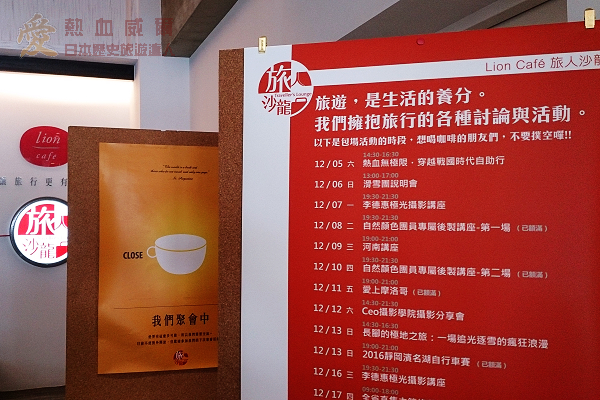 愛 熱血威爾
日本歷史旅遊達
lion
cafe
旅人
沙龍
CLOSE
我們聚會中
旅人
沙龍
Traveller's Lounge
Lion Café 旅人沙龍
旅遊，是生活的養分。
我們擁抱旅行的各種討論與活動。
以下是包場活動的時段，想喝咖啡的朋友們，不要撲空喔!!
14:30-16:30
12/05 六 熱血無極限，穿越戰國時代自助行
13:00-17:00
12/06 日 滑雪團說明會
19:30-21:30
12/07 一 李德惠極光攝影講座
19:30-21:30
12/08 二 自然顏色團員專屬後製講座-第一場（已額滿）
19:00-21:00
12/09 三 河南講座
19:30-21:30
12/10 四 自然顏色團員專屬後製講座-第二場（已額滿）
19:00-21:00
12/11 五 愛上摩洛哥（已額滿）
14:30-21:30
12/12 六 Ceo攝影學院攝影分享會
14:30-16:30
12/13 日 長腳的極地之旅：一場追光逐雪的瘋狂浪漫
19:00-21:00
12/13 日 2016靜岡濱名湖自行車賽（已額滿）
19:30-21:30
12/16 三 李德惠極光攝影講座
09:00-18:00
12/17 四